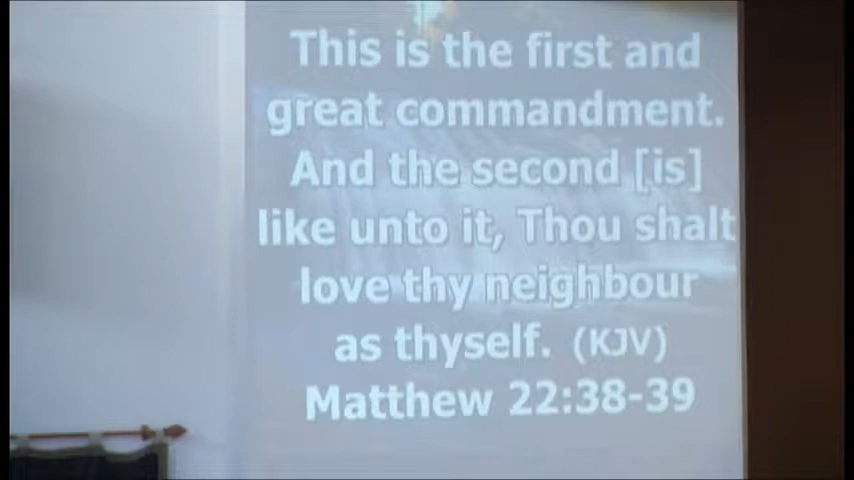 This is the first and
great commandment.
And the second [is]
like unto it, Thou shalt
love thy neighbour
as thyself. (KJV)
Matthew 22:38-39